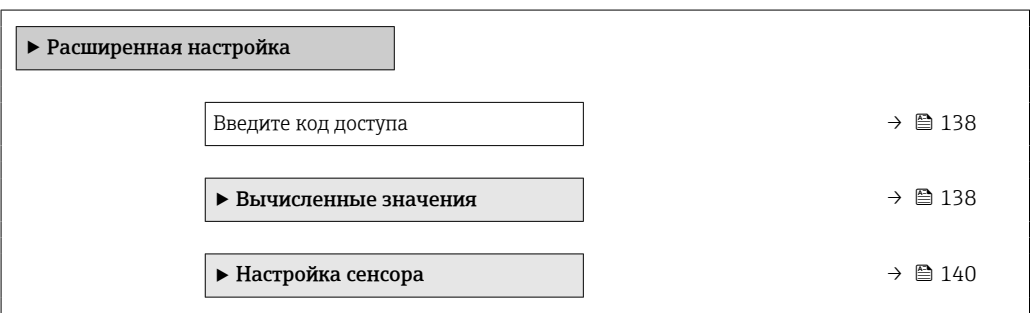 ▶ Расширенная настройка
Введите код доступа → 138
▶ Вычисленные значения → 138
▶ Настройка сенсора → 140